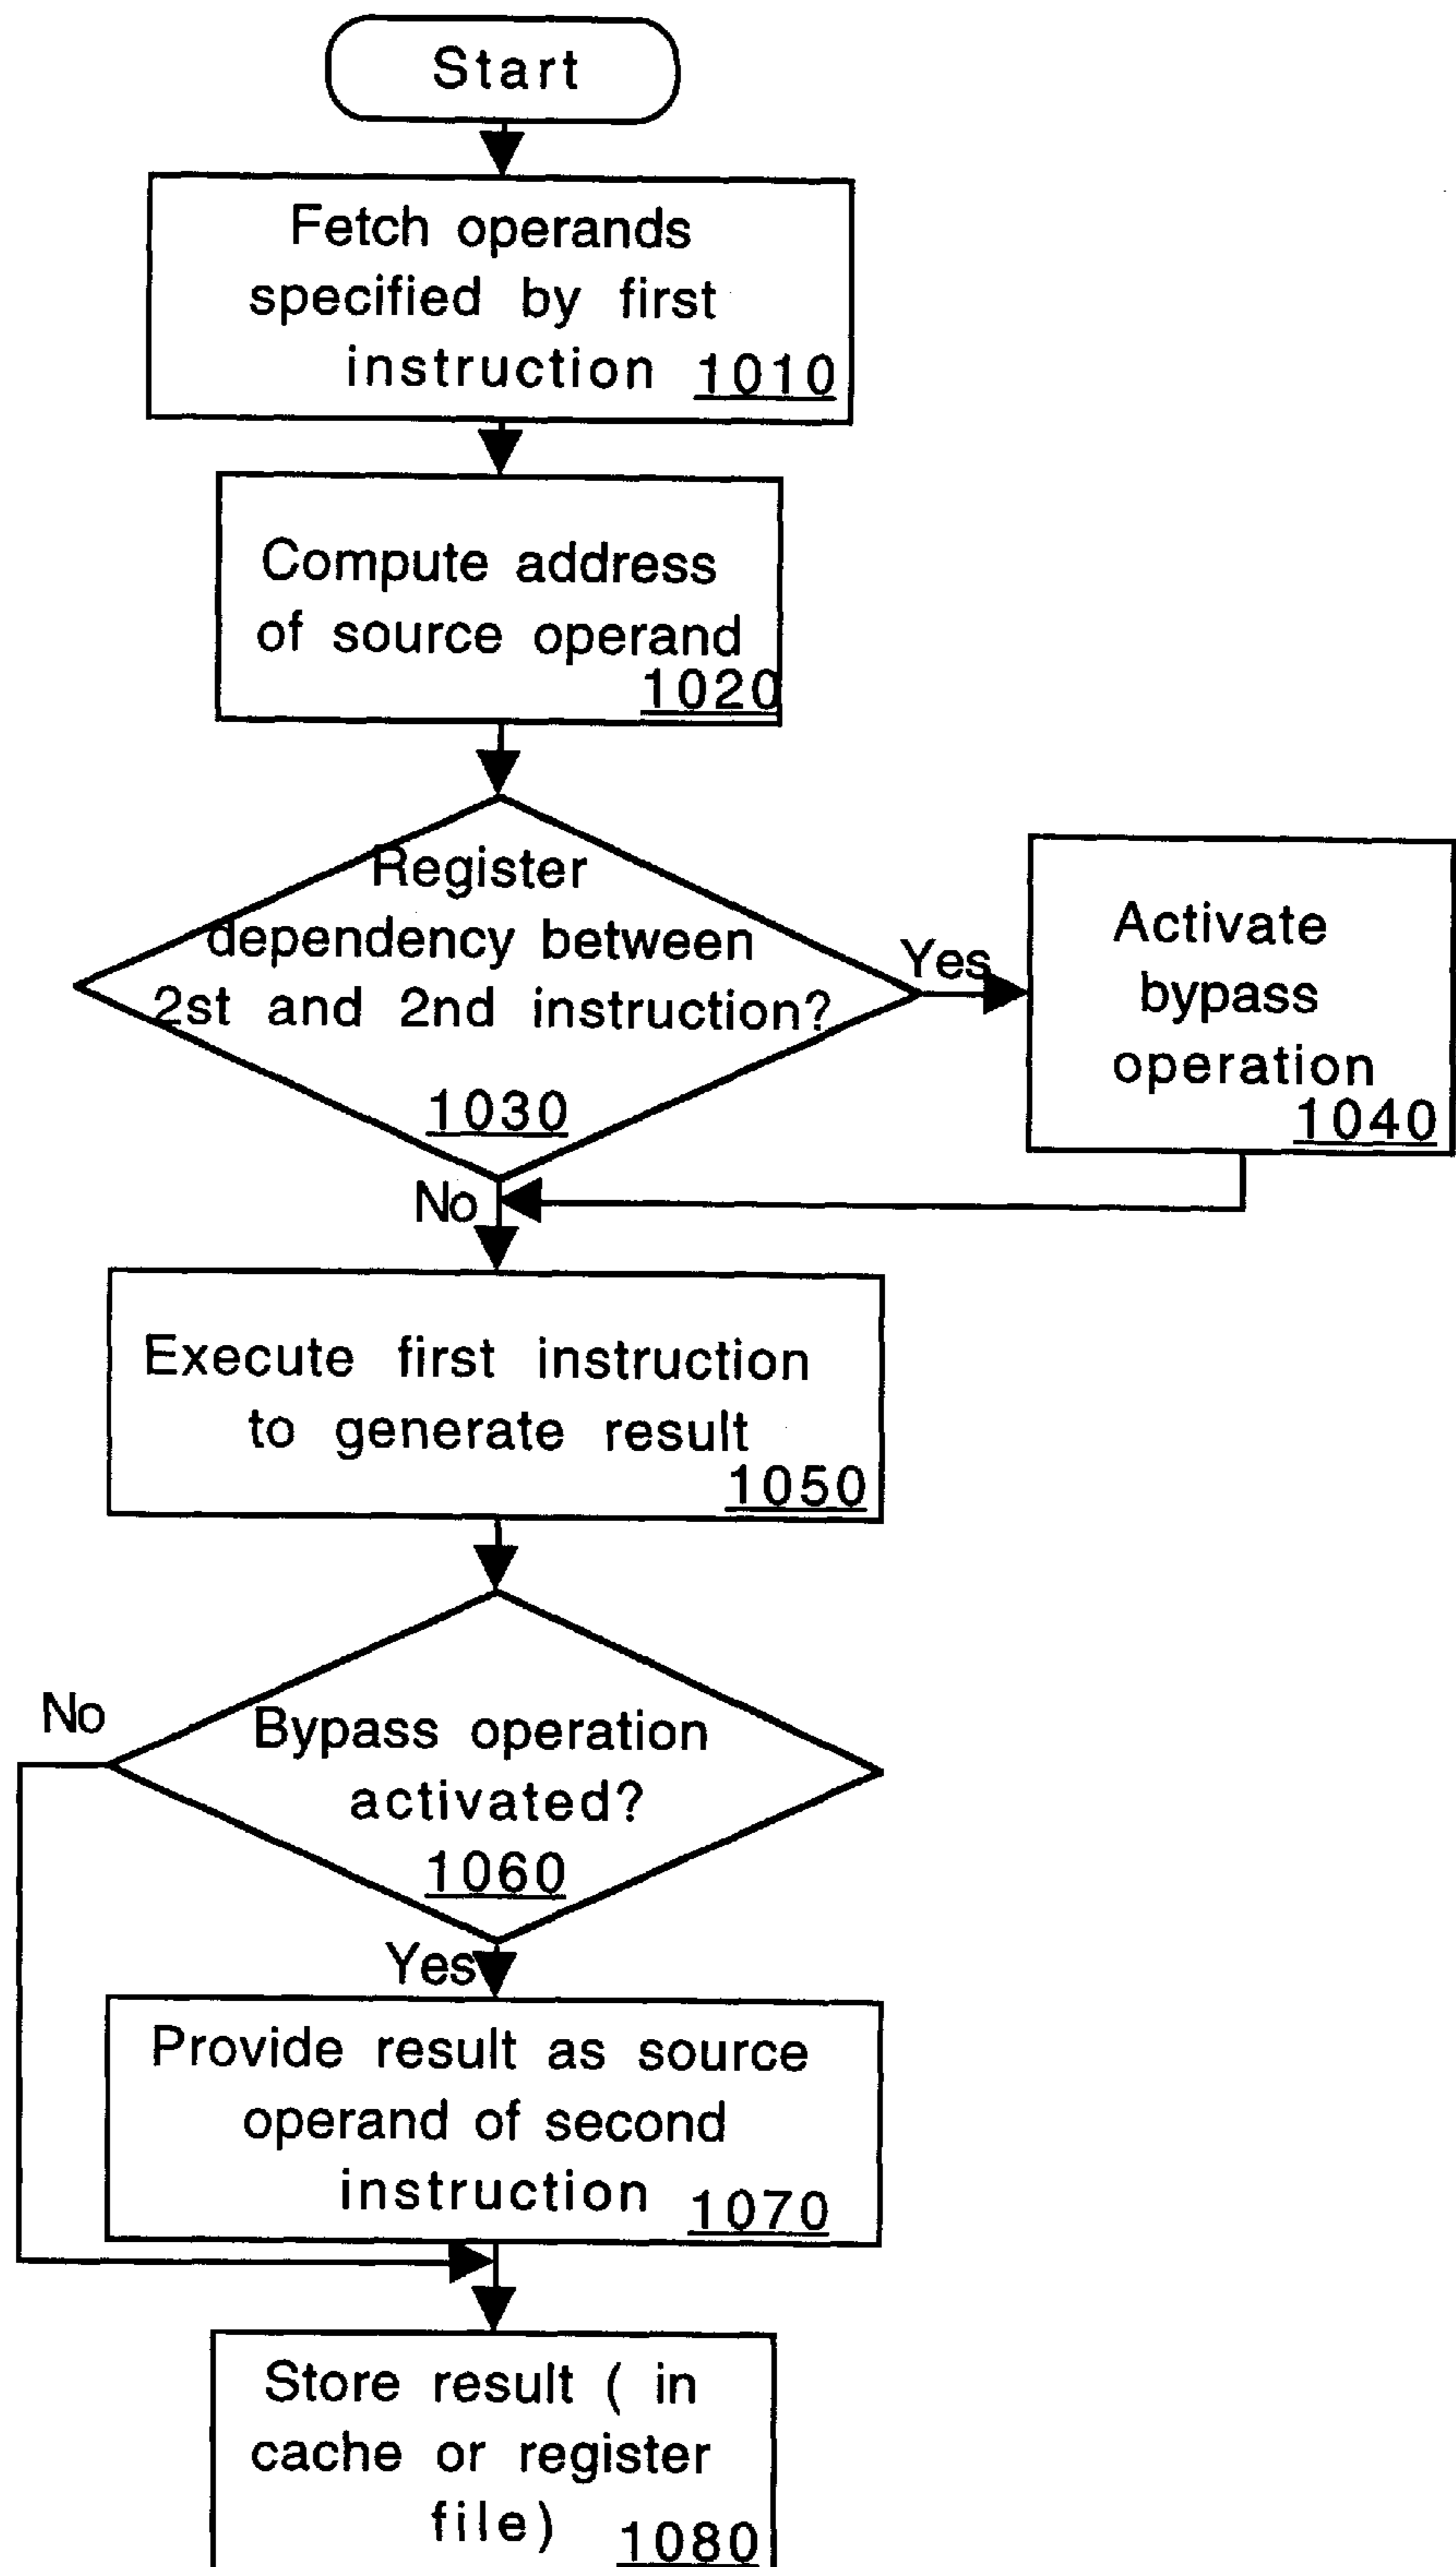 Start
Fetch operands
specified by first
instruction 1010
Compute address
of source operand
1020
Register
dependency between
2st and 2nd instruction?
1030
Yes
Activate
bypass
operation
1040
No
Execute first instruction
to generate result
1050
No
Bypass operation
activated?
1060
Yes
Provide result as source
operand of second
instruction 1070
Store result ( in
cache or register
file) 1080